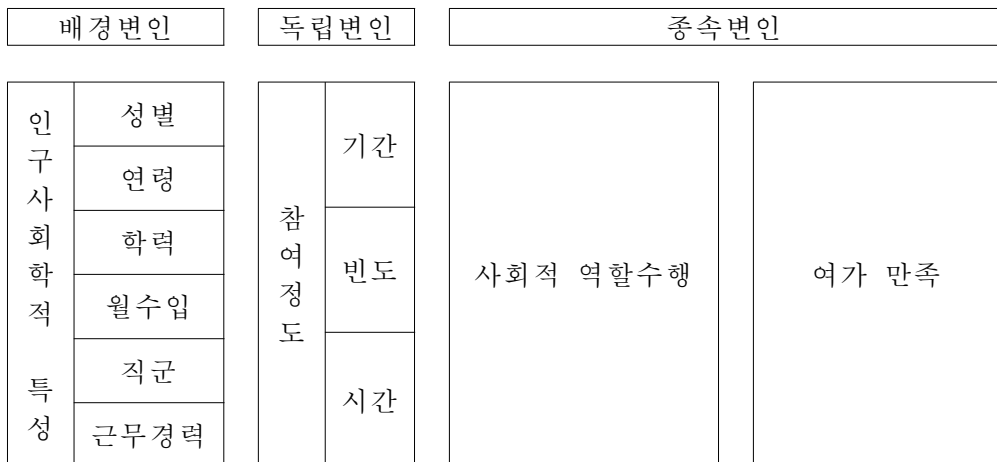 배경변인
독립변인
종속변인
인구사회학적 특성
성별
연령
학력
월수입
직군
근무경력
참여정도
기간
빈도
시간
사회적 역할수행
여가 만족